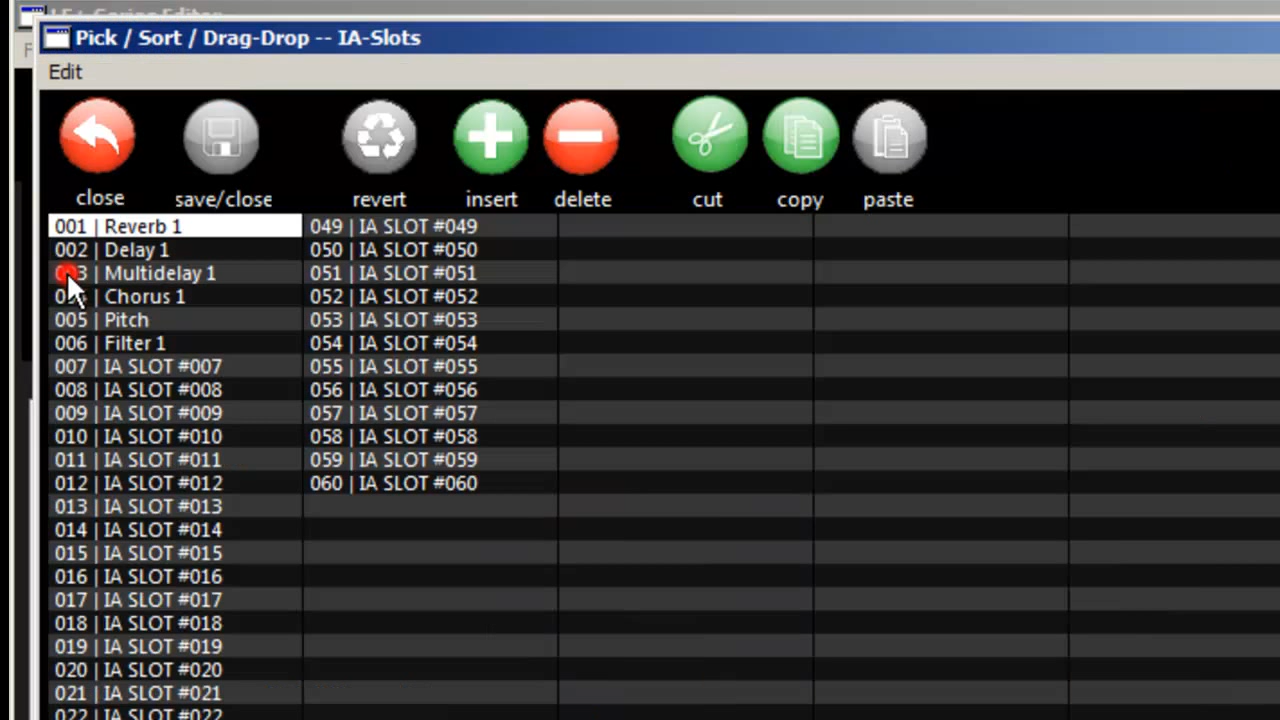 Pick / Sort / Drag-Drop -- IA-Slots
Edit
close save/close revert insert delete cut copy paste
001 | Reverb 1
002 | Delay 1
| Multidelay 1
| Chorus 1
005 | Pitch
006 | Filter 1
007 | IA SLOT #007
008 | IA SLOT #008
009 | IA SLOT #009
010 | IA SLOT #010
011 | IA SLOT #011
012 | IA SLOT #012
013 | IA SLOT #013
014 | IA SLOT #014
015 | IA SLOT #015
016 | IA SLOT #016
017 | IA SLOT #017
018 | IA SLOT #018
019 | IA SLOT #019
020 | IA SLOT #020
021 | IA SLOT #021
022 | IA SLOT #022
049 | IA SLOT #049
050 | IA SLOT #050
051 | IA SLOT #051
052 | IA SLOT #052
053 | IA SLOT #053
054 | IA SLOT #054
055 | IA SLOT #055
056 | IA SLOT #056
057 | IA SLOT #057
058 | IA SLOT #058
059 | IA SLOT #059
060 | IA SLOT #060